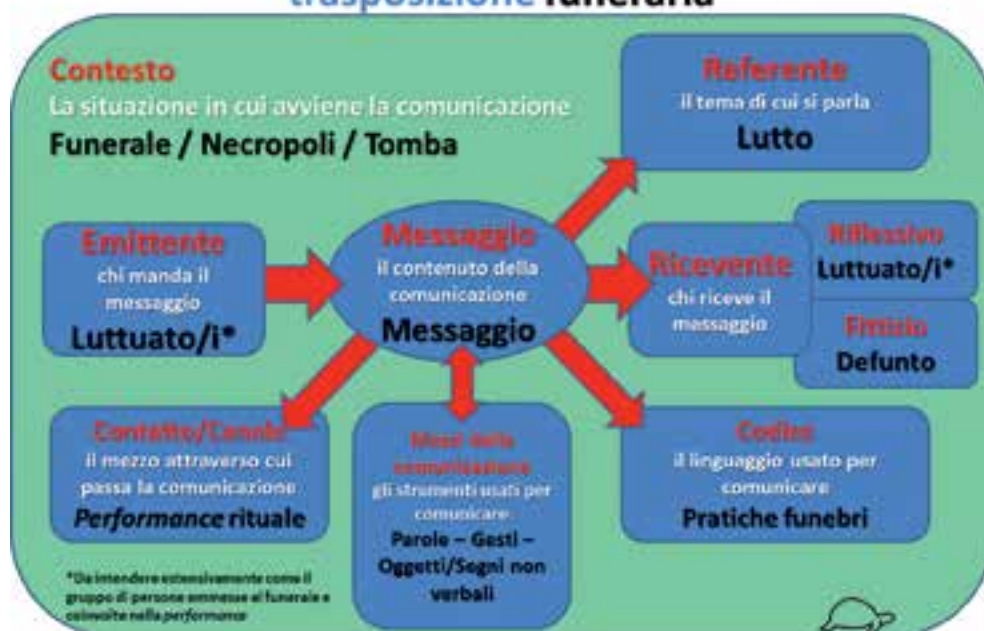 trasposizione funeraria
Contesto
La situazione in cui avviene la comunicazione
Funerale / Necropoli / Tomba
Referente
il tema di cui si parla
Lutto
Emittente
chi manda il
messaggio
Luttuato/i*
Messaggio
il contenuto della
comunicazione
Messaggio
Ricevente
chi riceve il
massaggio
Riflessivo
Luttuato/i*
Fittizio
Defunto
Contatto/Canale
il mezzo attraverso cui
passa la comunicazione
Performance rituale
Mezzi della
comunicazione
gli strumenti usati per
comunicare
Parole – Gesti –
Oggetti/Segni non
verbali
Codice
il linguaggio usato per
comunicare
Pratiche funebri
*Da intendere estensivamente come il
gruppo di persone ammesse al funerale e
coinvolte nella performance